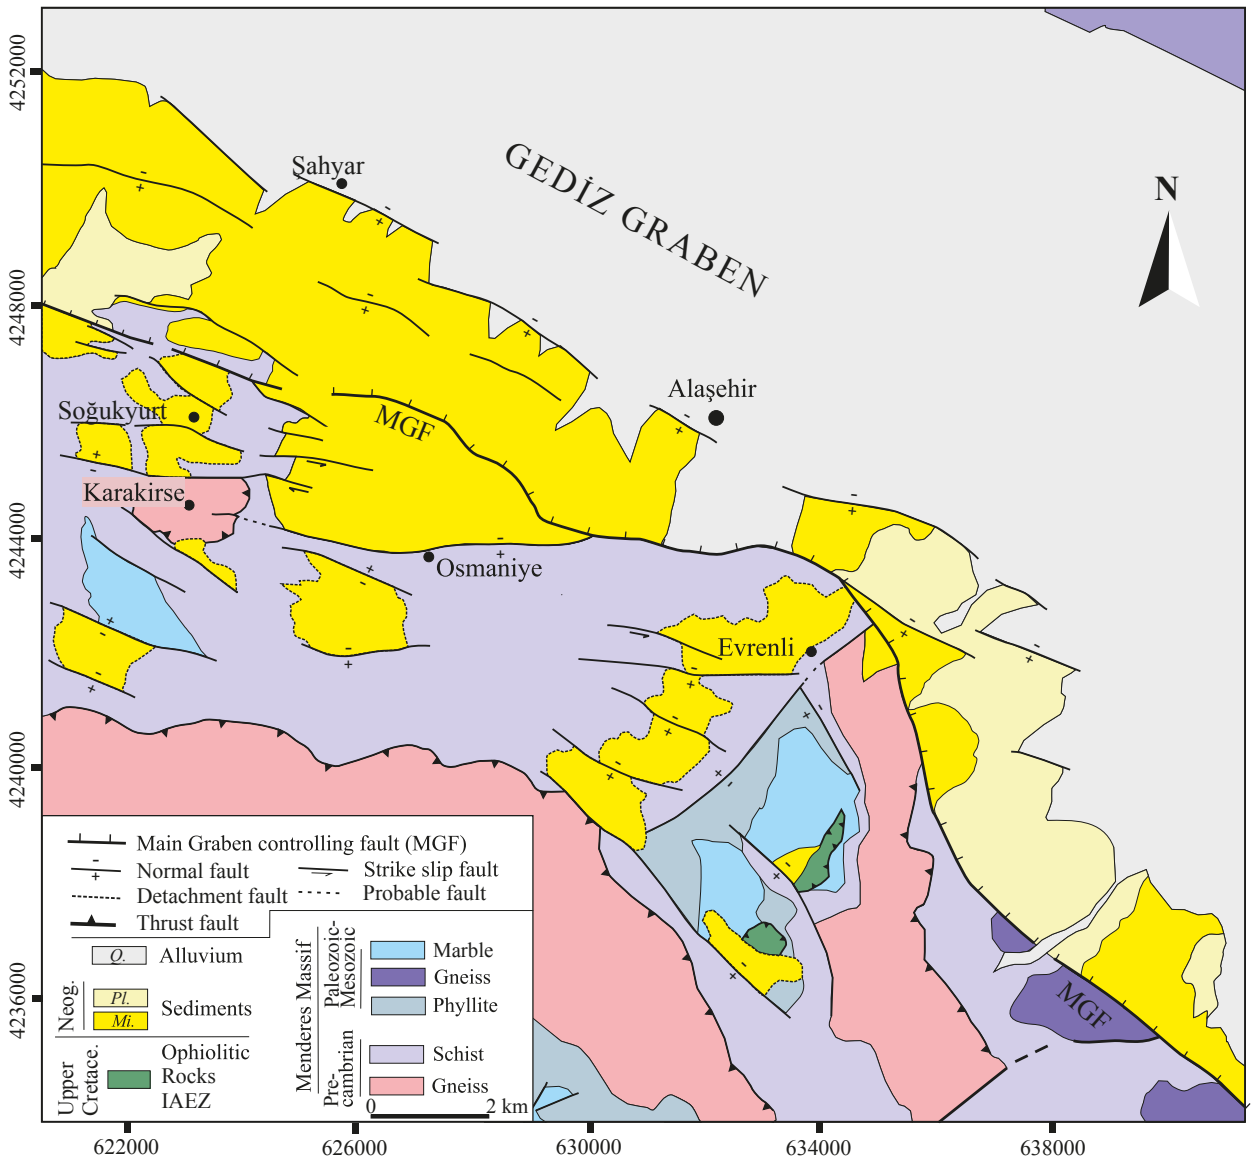 4252000
4248000
4244000
4240000
4236000
GEDİZ GRABEN
N
Şahyar
Alaşehir
MGF
Soğukyurt
Karakirse
Osmaniye
Evrenli
MGF
Main Graben controlling fault (MGF)
Normal fault
Strike slip fault
Detachment fault
Probable fault
Thrust fault
Q.
Alluvium
Neog.
Pl.
Mi.
Sediments
Upper
Cretace.
Ophiolitic
Rocks
IAEZ
Menderes Massif
Paleozoic-
Mesozoic
Marble
Gneiss
Phyllite
Pre-
cambrian
Schist
Gneiss
0
2 km
622000
626000
630000
634000
638000